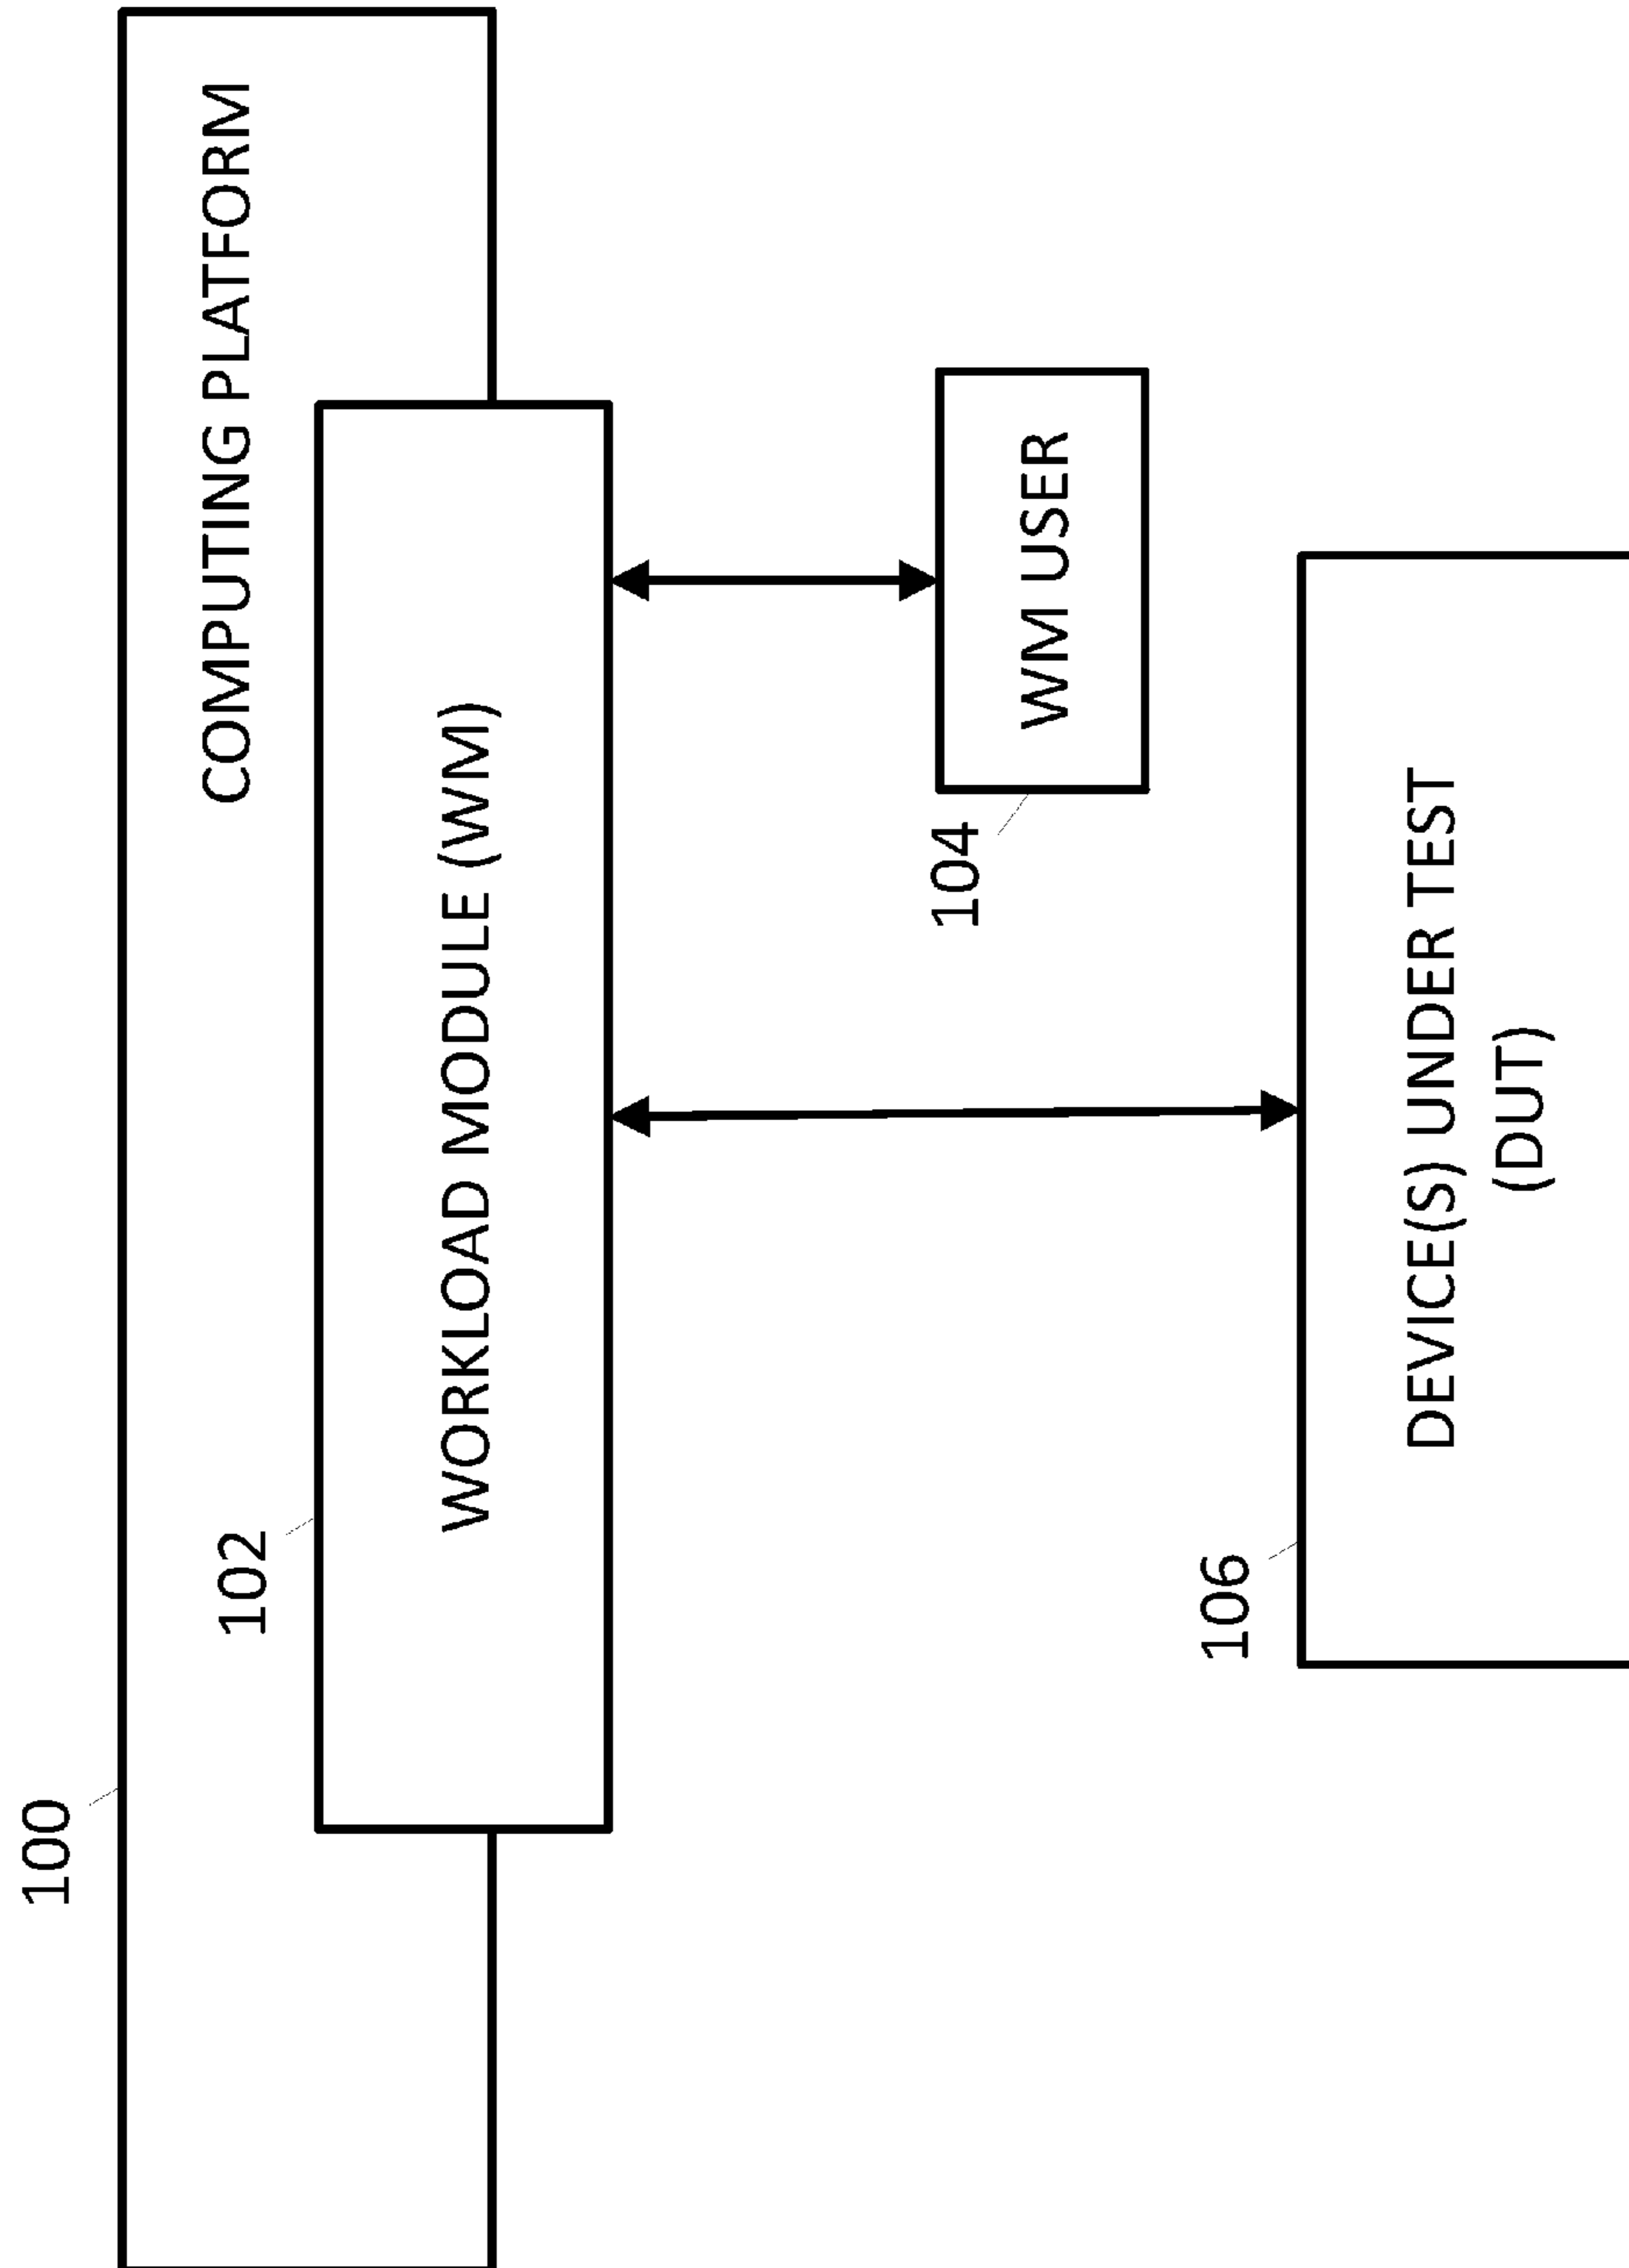 100
COMPUTING PLATFORM
102
WORKLOAD MODULE (WM)
104
WM USER
106
DEVICE(S) UNDER TEST
(DUT)